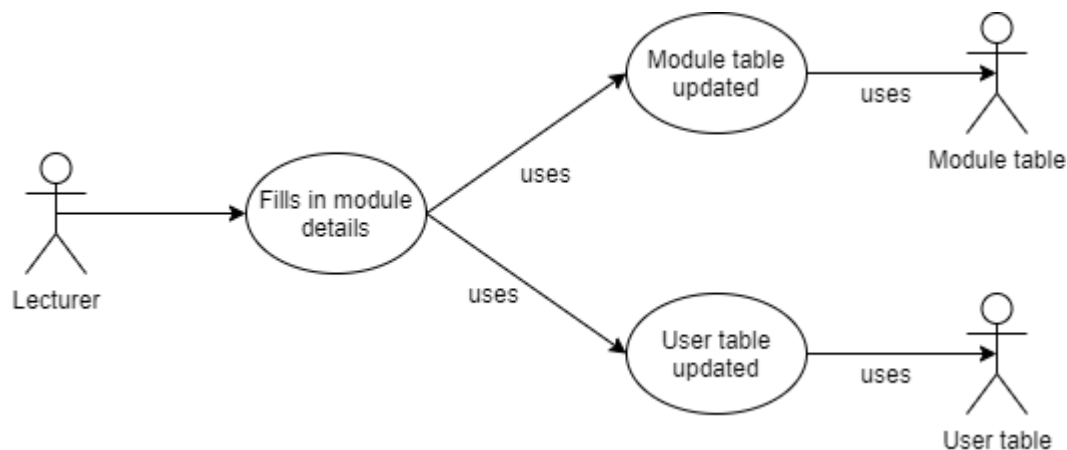 Module table
updated
uses
Module table
uses
Fills in module
details
Lecturer
uses
User table
updated
uses
User table